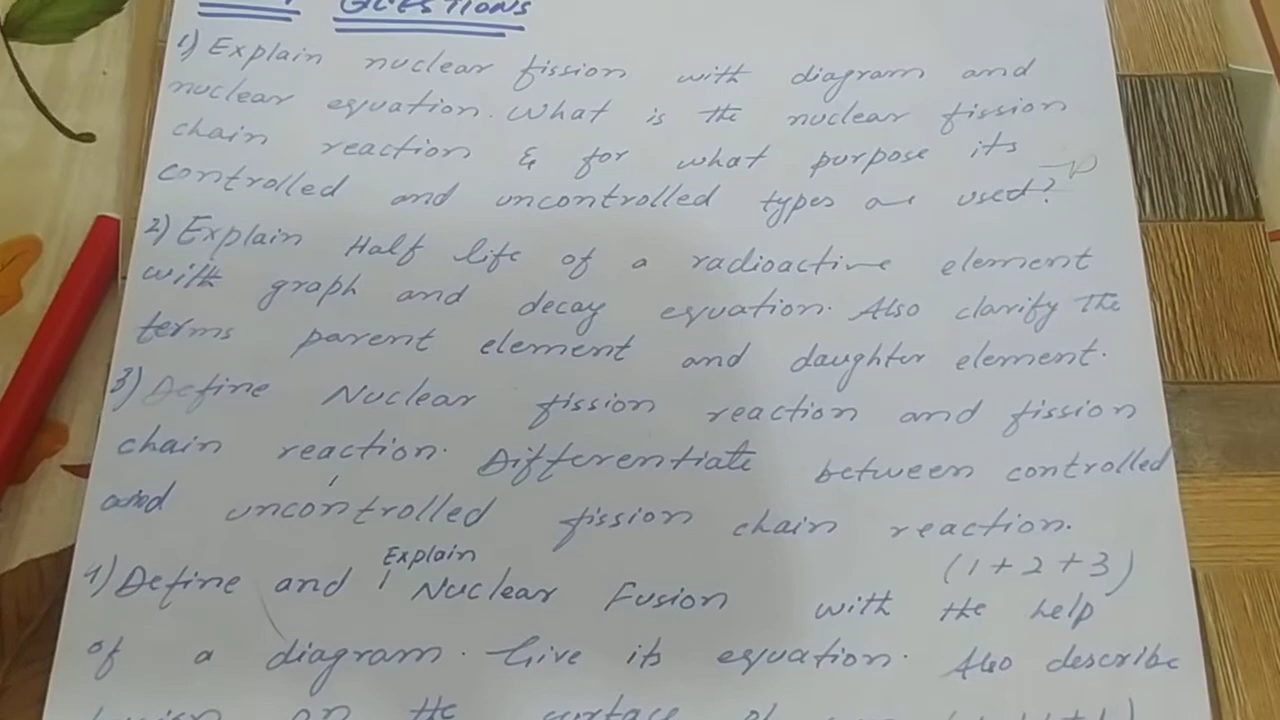 QUESTIONS
1) Explain nuclear fission with diagram and
nuclear equation. What is the nuclear fission
chain reaction & for what purpose its
controlled and uncontrolled types are used?
2) Explain Half life of a radioactive element
with graph and decay equation. Also clarify the
terms parent element and daughter element.
3) Define Nuclear fission reaction and fission
chain reaction. Differentiate between controlled
and uncontrolled fission chain reaction.
(1+2+3)
4) Define and Explain Nuclear Fusion with the help
of a diagram. Give its equation. Also describe
on the surface